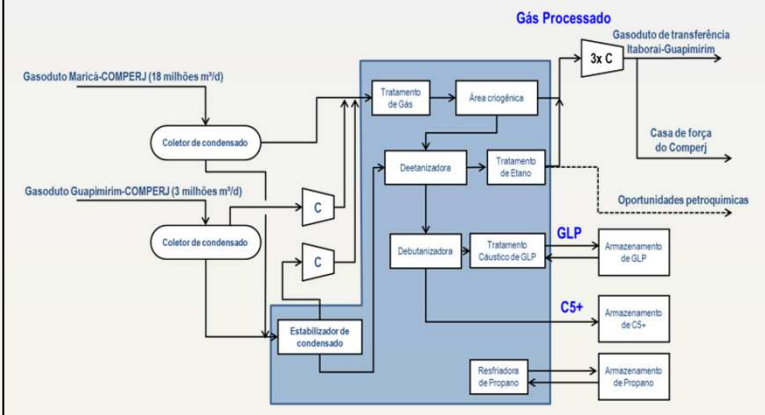 Gás Processado
Gasoduto de transferência
Itaboraí-Guapimirim
3x C
Gasoduto Maricá-COMPERJ (18 milhões m³/d)
Tratamento
de Gás
Área criogênica
Coletor de condensado
Casa de força
do Comperj
Deetanizadora
Tratamento
de Etano
Gasoduto Guapimirim-COMPERJ (3 milhões m³/d)
Oportunidades petroquimicas
C
Coletor de condensado
GLP
Debutanizadora
Tratamento
Cáustico de GLP
Armazenamento
de GLP
C
C5+
Armazenamento
de C5+
Estabilizador de
condensado
Resfriadora
de Propano
Armazenamento
de Propano